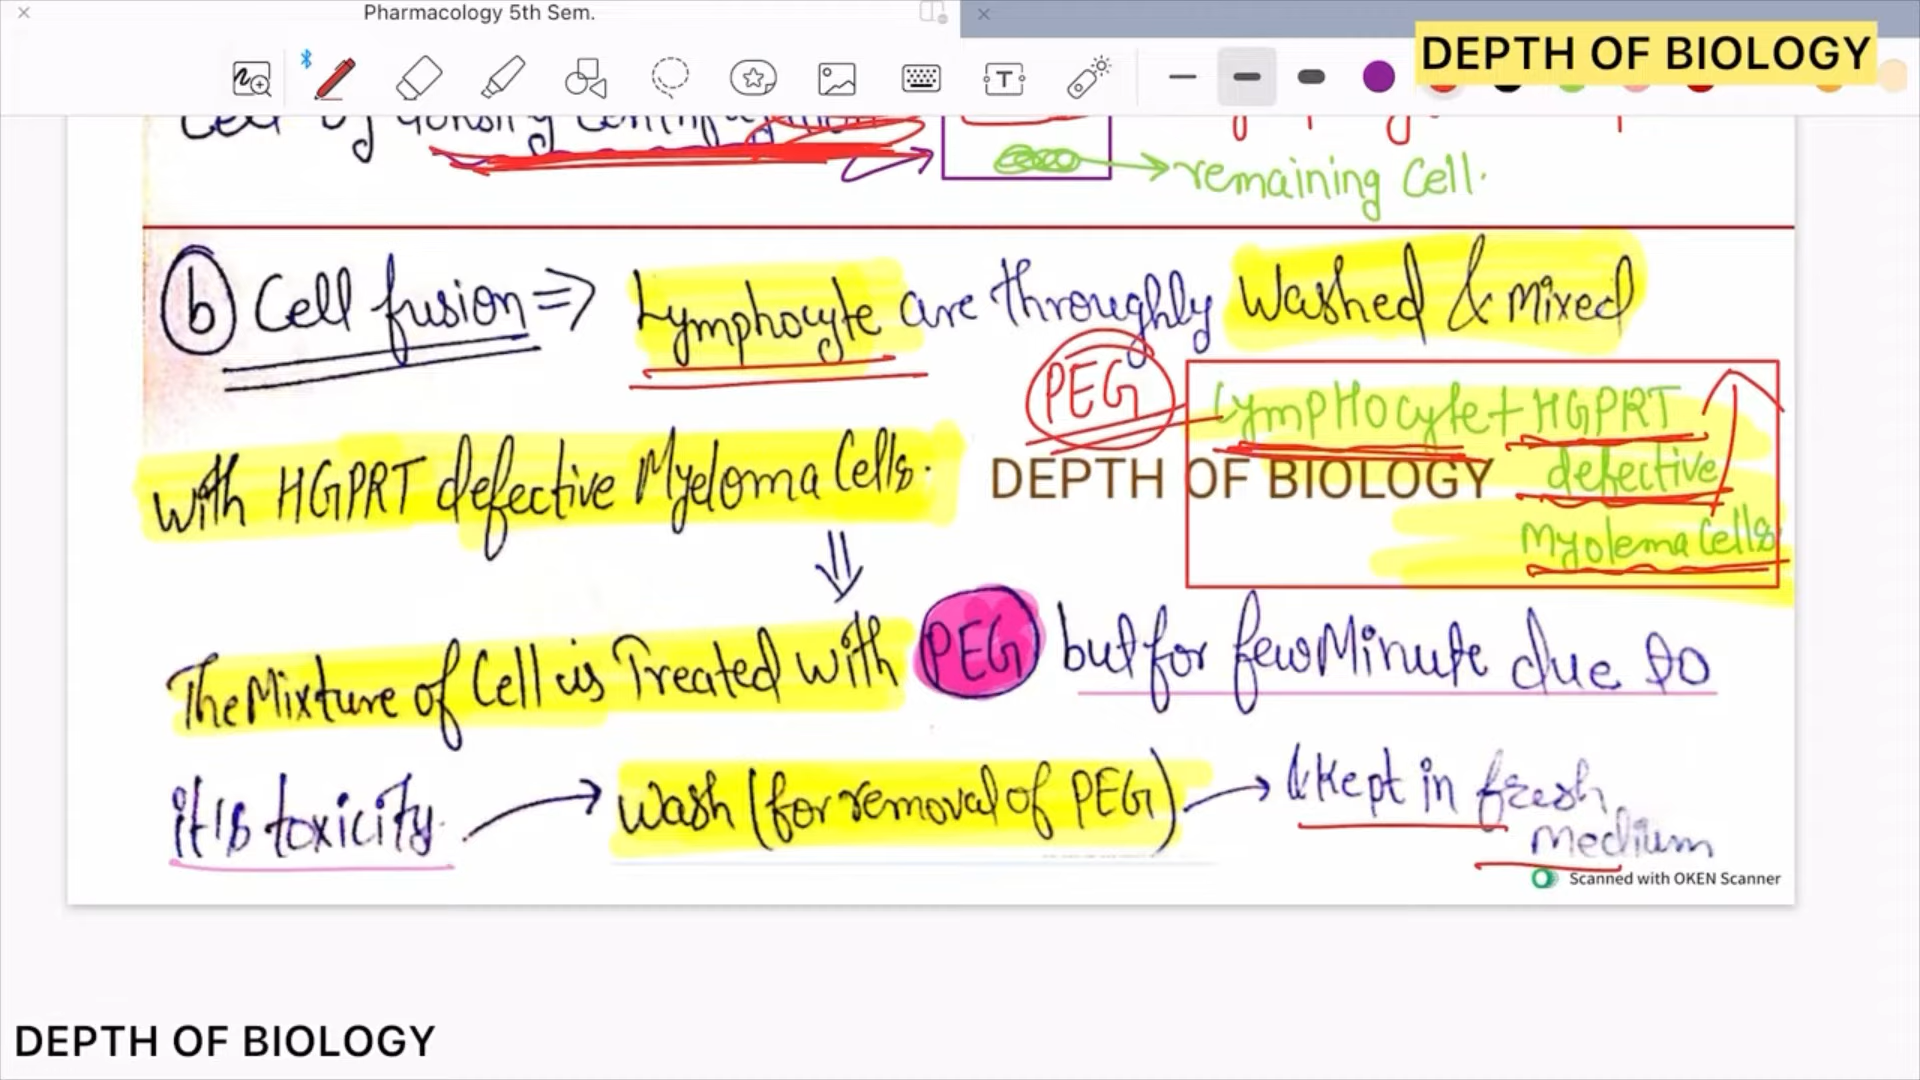 Pharmacology 5th Sem.
DEPTH OF BIOLOGY
remaining Cell.
b Cell fusion => Lymphocyte are throughly Washed & Mixed
PEG
LympHocyte + HGPRT
with HGPRT defective Myeloma Cells.
DEPTH OF BIOLOGY
defective
Myolema Cells
The Mixture of Cell is Treated with PEG but for few Minute due to
it is toxicity. → Wash (for removal of PEG) → & Kept in fresh
Medium
Scanned with OKEN Scanner
DEPTH OF BIOLOGY